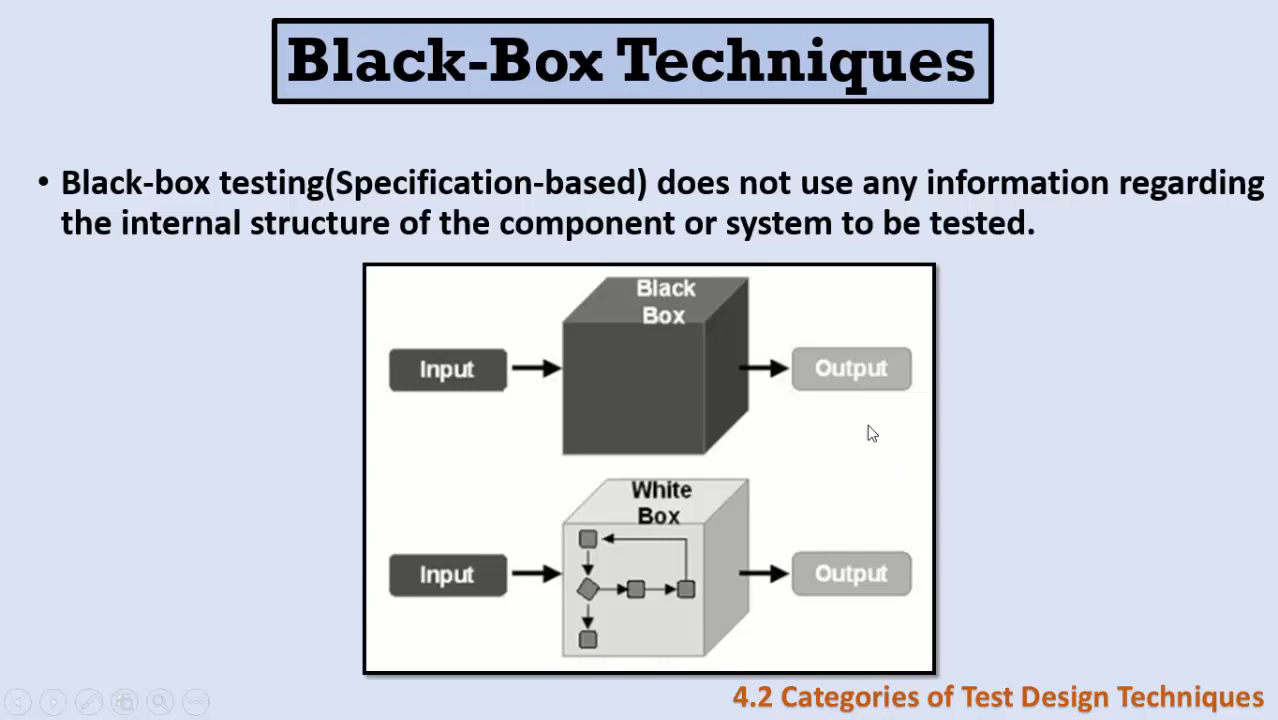 Black-Box Techniques
• Black-box testing(Specification-based) does not use any information regarding
the internal structure of the component or system to be tested.
Black
Box
Input
Output
White
Box
Input
Output
4.2 Categories of Test Design Techniques